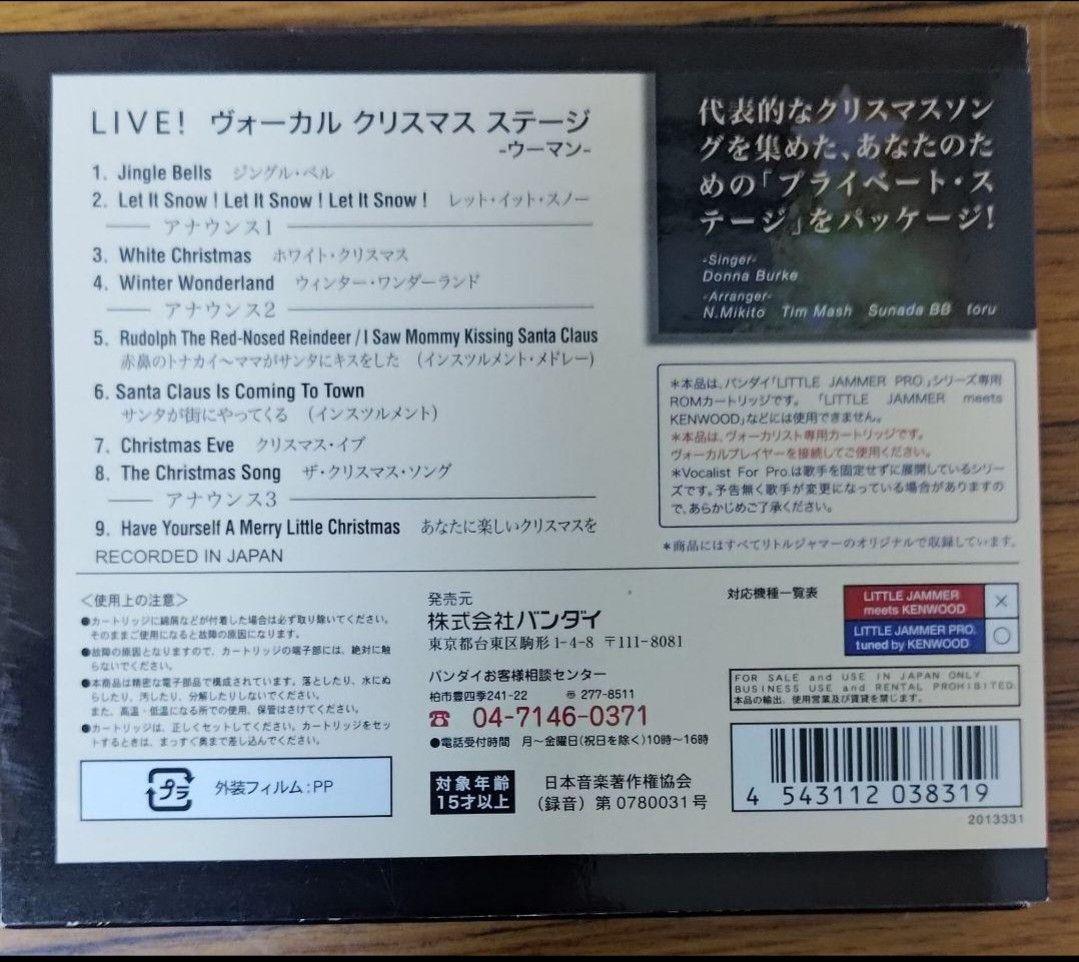 LIVE! ヴォーカル クリスマス ステージ
-ウーマン-
1. Jingle Bells ジングル・ベル
2. Let It Snow ! Let It Snow ! Let It Snow ! レット・イット・スノー
アナウンス1
3. White Christmas ホワイト・クリスマス
4. Winter Wonderland ウィンター・ワンダーランド
アナウンス2
5. Rudolph The Red-Nosed Reindeer / I Saw Mommy Kissing Santa Claus
赤鼻のトナカイ〜ママがサンタにキスをした (インスツルメント・メドレー)
6. Santa Claus Is Coming To Town
サンタが街にやってくる (インスツルメント)
7. Christmas Eve クリスマス・イブ
8. The Christmas Song ザ・クリスマス・ソング
アナウンス3
9. Have Yourself A Merry Little Christmas あなたに楽しいクリスマスを
RECORDED IN JAPAN
代表的なクリスマスソン
グを集めた、あなたのた
めの「プライベート・ス
テージ」をパッケージ!
-Singer-
Donna Burke
-Arranger-
N.Mikito Tim Mash Sunada BB toru
*本品は、バンダイ「LITTLE JAMMER PRO.」シリーズ専用
ROMカートリッジです。「LITTLE JAMMER meets
KENWOOD」などには使用できません。
*本品は、ヴォーカリスト専用カートリッジです。
ヴォーカルプレイヤーを接続してご使用ください。
*Vocalist For Pro.は歌手を固定せずに展開しているシリー
ズです。予告無く歌手が変更になっている場合がありますの
で、あらかじめご了承ください。
*商品にはすべてリトルジャマーのオリジナルで収録しています。
<使用上の注意>
●カートリッジに綿屑などが付着した場合は必ず取り除いてください。
そのままご使用になると故障の原因になります。
●故障の原因となりますので、カートリッジの端子部には、絶対に触
らないでください。
●本商品は精密な電子部品で構成されています。落としたり、水にぬ
らしたり、汚したり、分解したりしないでください。
また、高温・低温になる所での使用、保管はさけてください。
●カートリッジは、正しくセットしてください。カートリッジをセッ
トするときは、まっすぐ奥まで差し込んでください。
プラ 外装フィルム:PP
発売元
株式会社バンダイ
東京都台東区駒形1-4-8 〒111-8081
バンダイお客様相談センター
柏市豊四季241-22 〠 277-8511
☎ 04-7146-0371
●電話受付時間 月〜金曜日(祝日を除く)10時〜16時
対象年齢
15才以上
日本音楽著作権協会
(録音)第0780031号
対応機種一覧表
LITTLE JAMMER
meets KENWOOD ×
LITTLE JAMMER PRO.
tuned by KENWOOD ○
FOR SALE and USE IN JAPAN ONLY.
BUSINESS USE and RENTAL PROHIBITED.
本品の輸出、使用営業及び賃貸を禁じます。
4 543112 038319
2013331